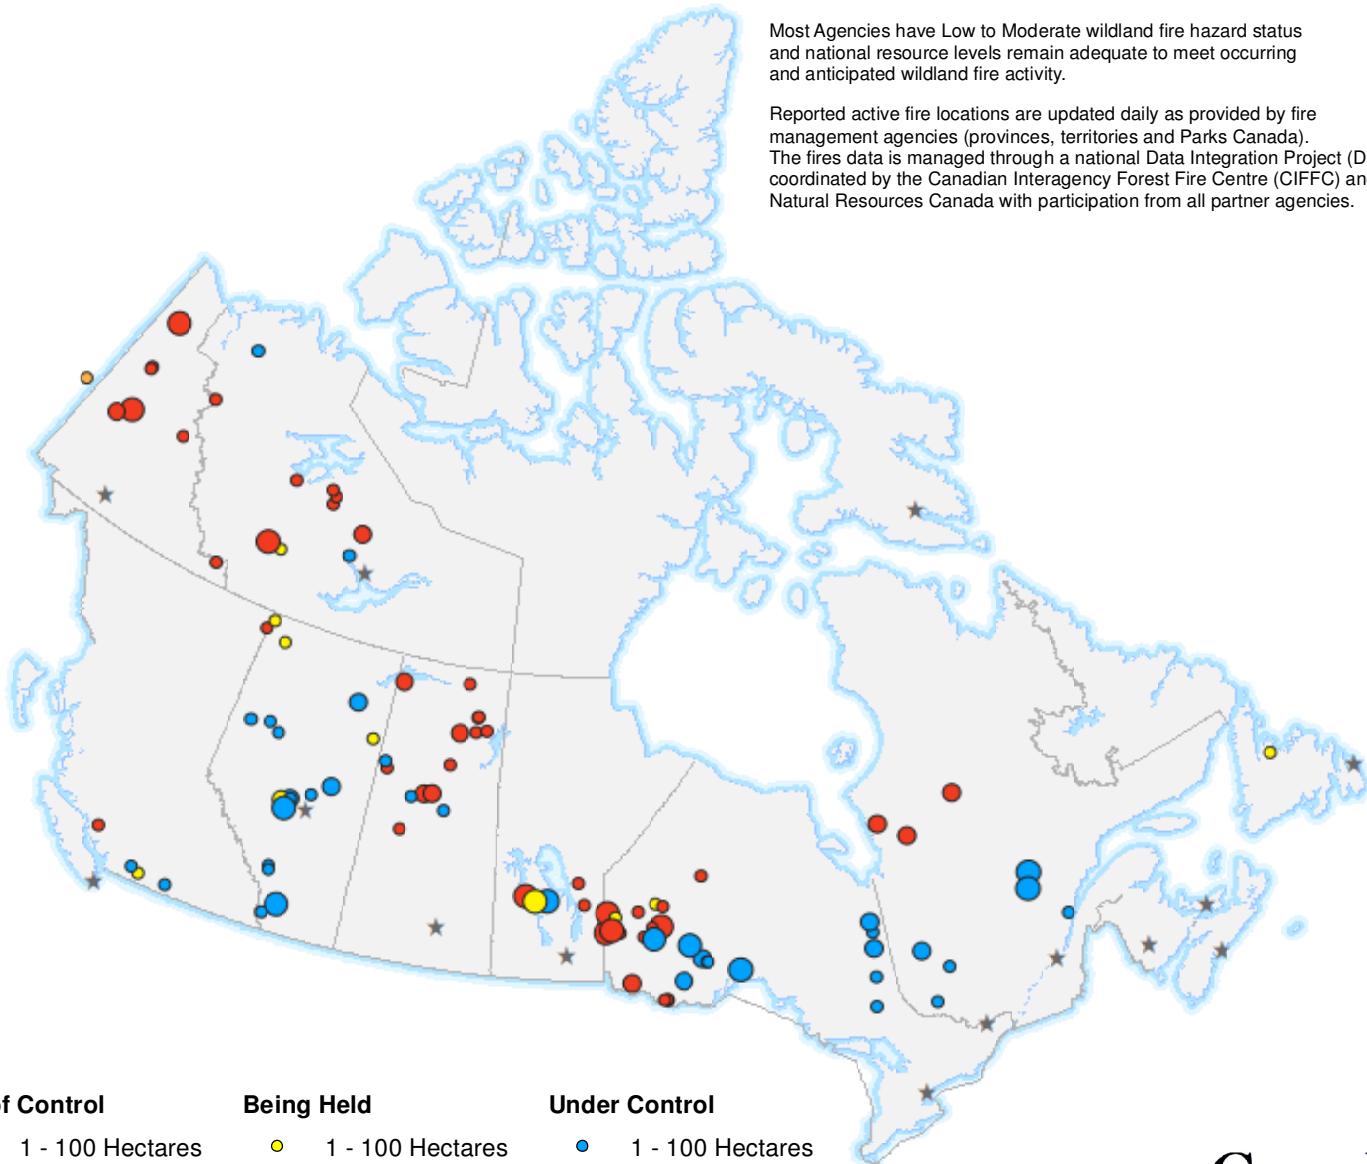 Most Agencies have Low to Moderate wildland fire hazard status
and national resource levels remain adequate to meet occurring
and anticipated wildland fire activity.
Reported active fire locations are updated daily as provided by fire
management agencies (provinces, territories and Parks Canada).
The fires data is managed through a national Data Integration Project (D
coordinated by the Canadian Interagency Forest Fire Centre (CIFFC) an
Natural Resources Canada with participation from all partner agencies.
of Control Being Held Under Control
1 - 100 Hectares 1 - 100 Hectares 1 - 100 Hectares